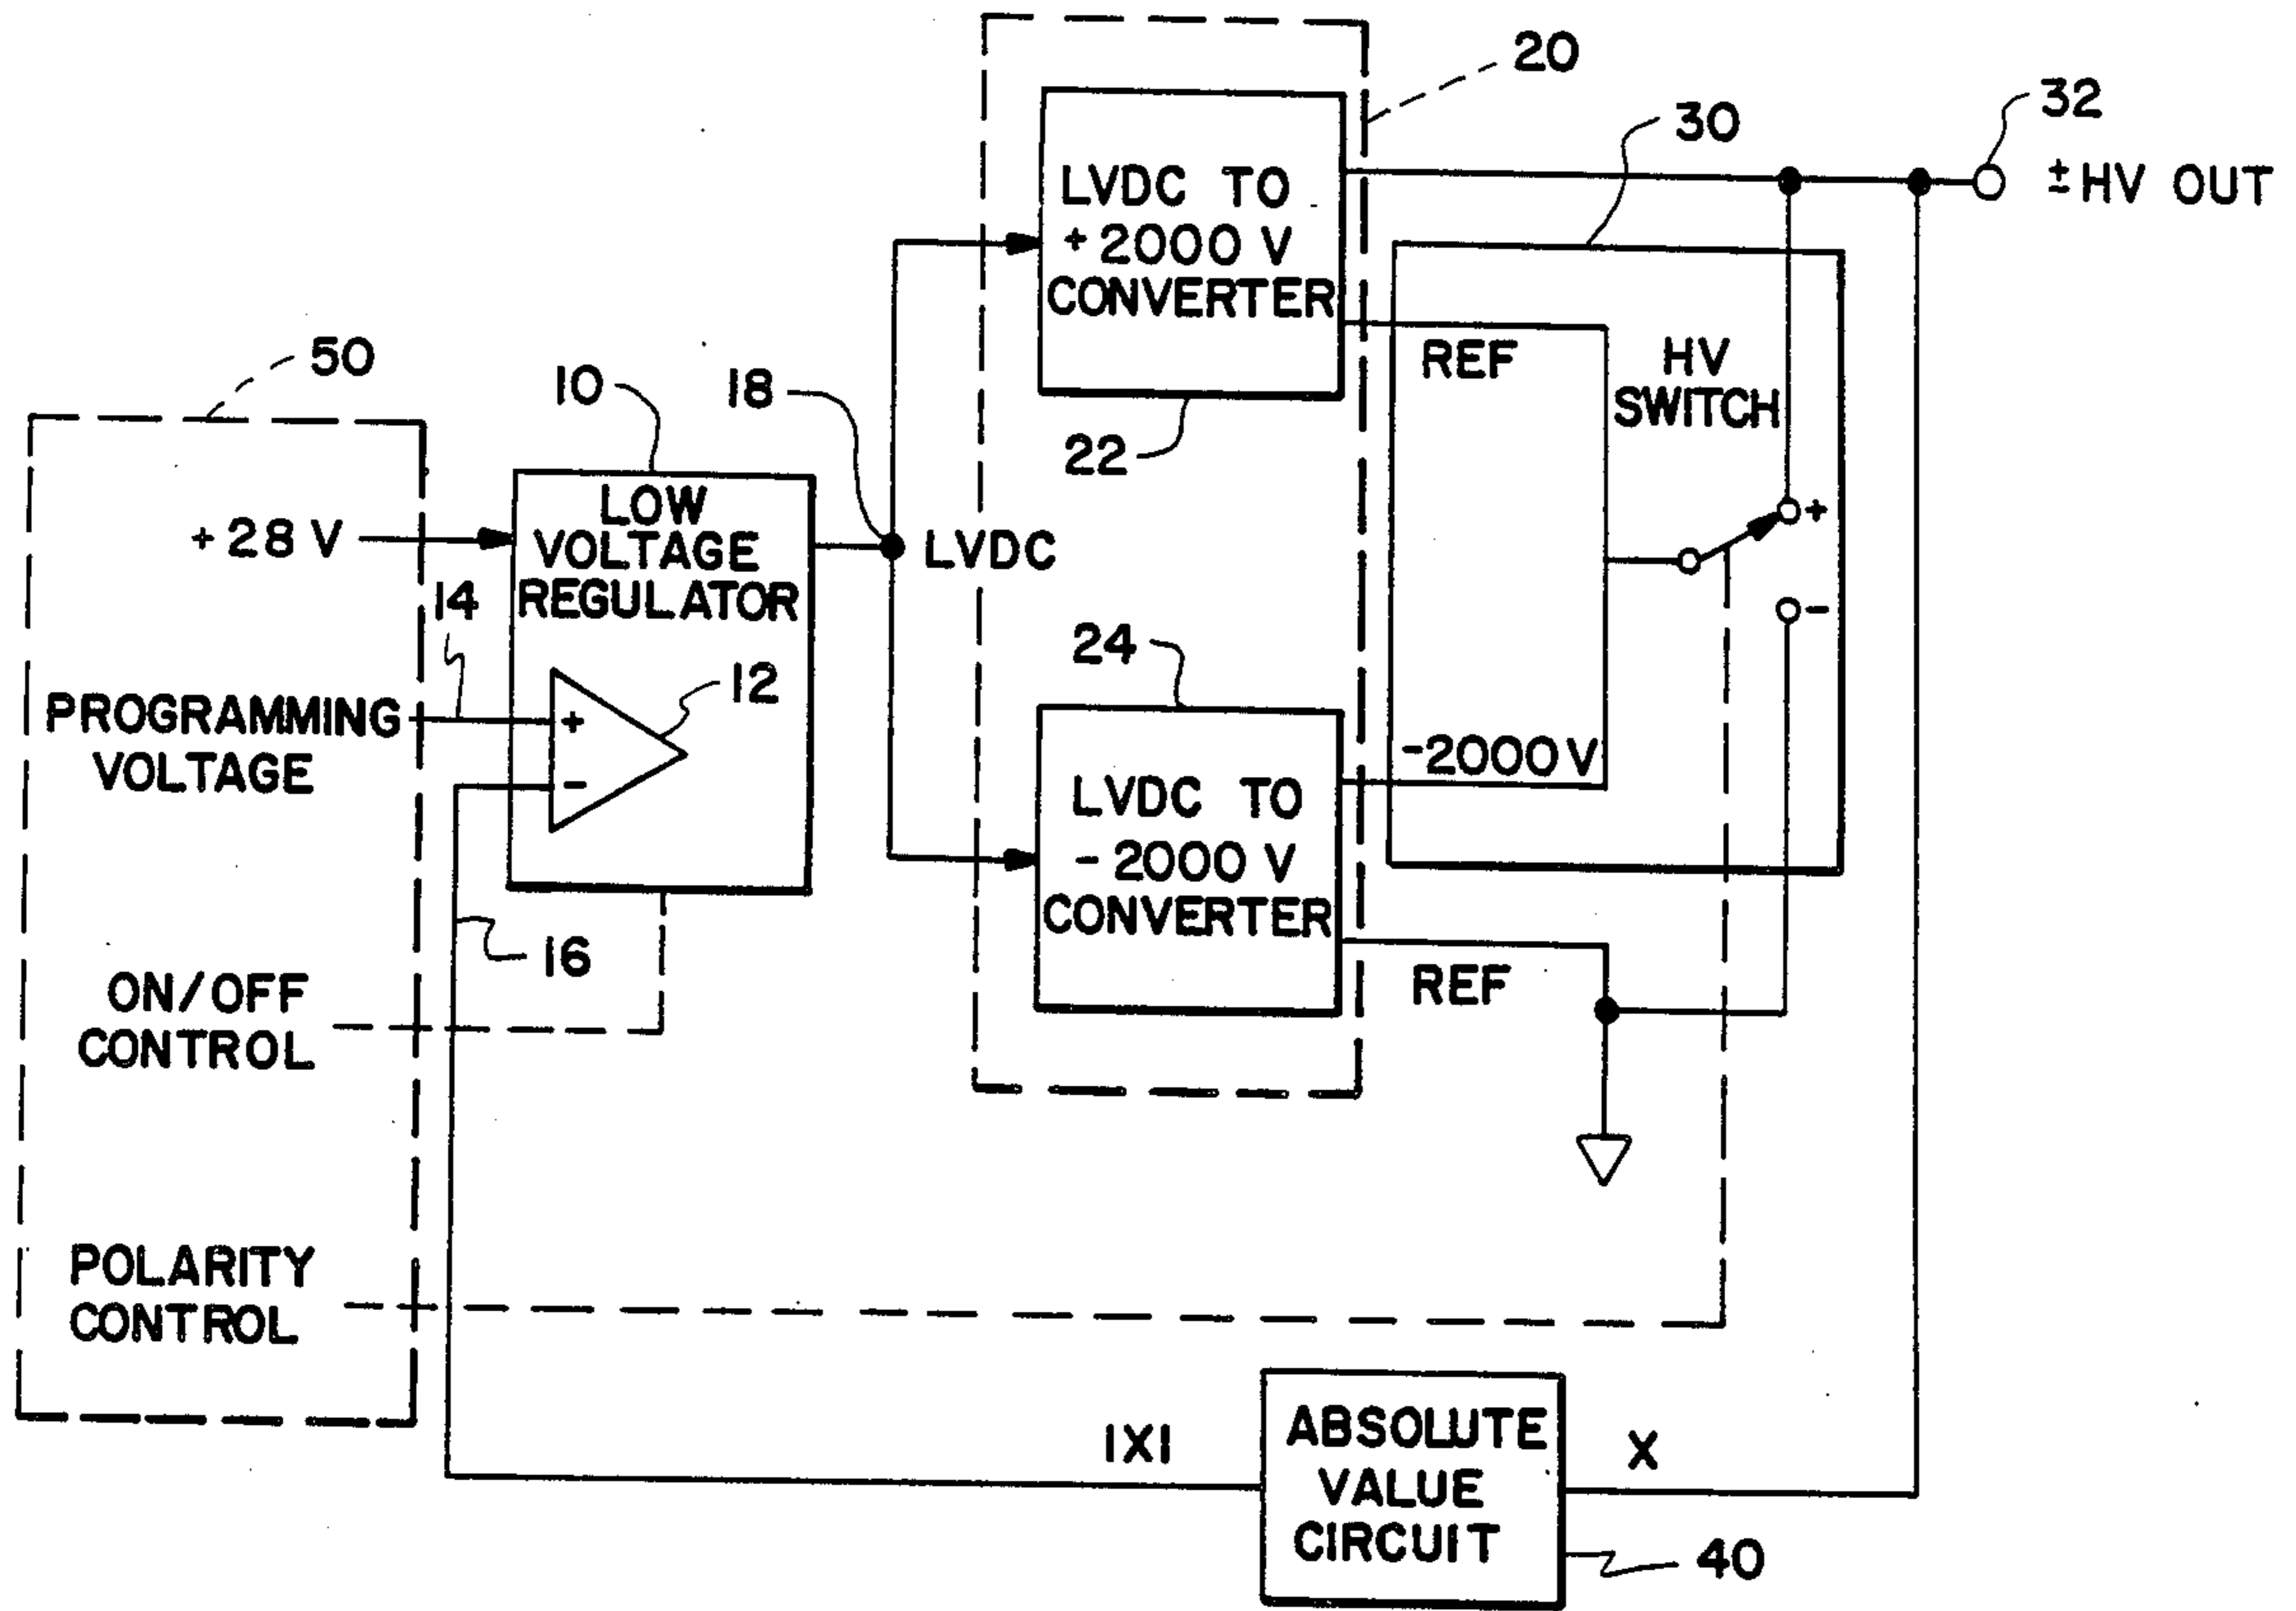 20
32
30
± HV OUT
LVDC TO
+ 2000 V
CONVERTER
REF
HV
SWITCH
22
50
10
18
+28 V
LOW
VOLTAGE
REGULATOR
LVDC
+
-
14
24
12
PROGRAMMING
VOLTAGE
+
-
-2000 V
LVDC TO
- 2000 V
CONVERTER
16
REF
ON/OFF
CONTROL
POLARITY
CONTROL
|X|
ABSOLUTE
VALUE
CIRCUIT
X
40